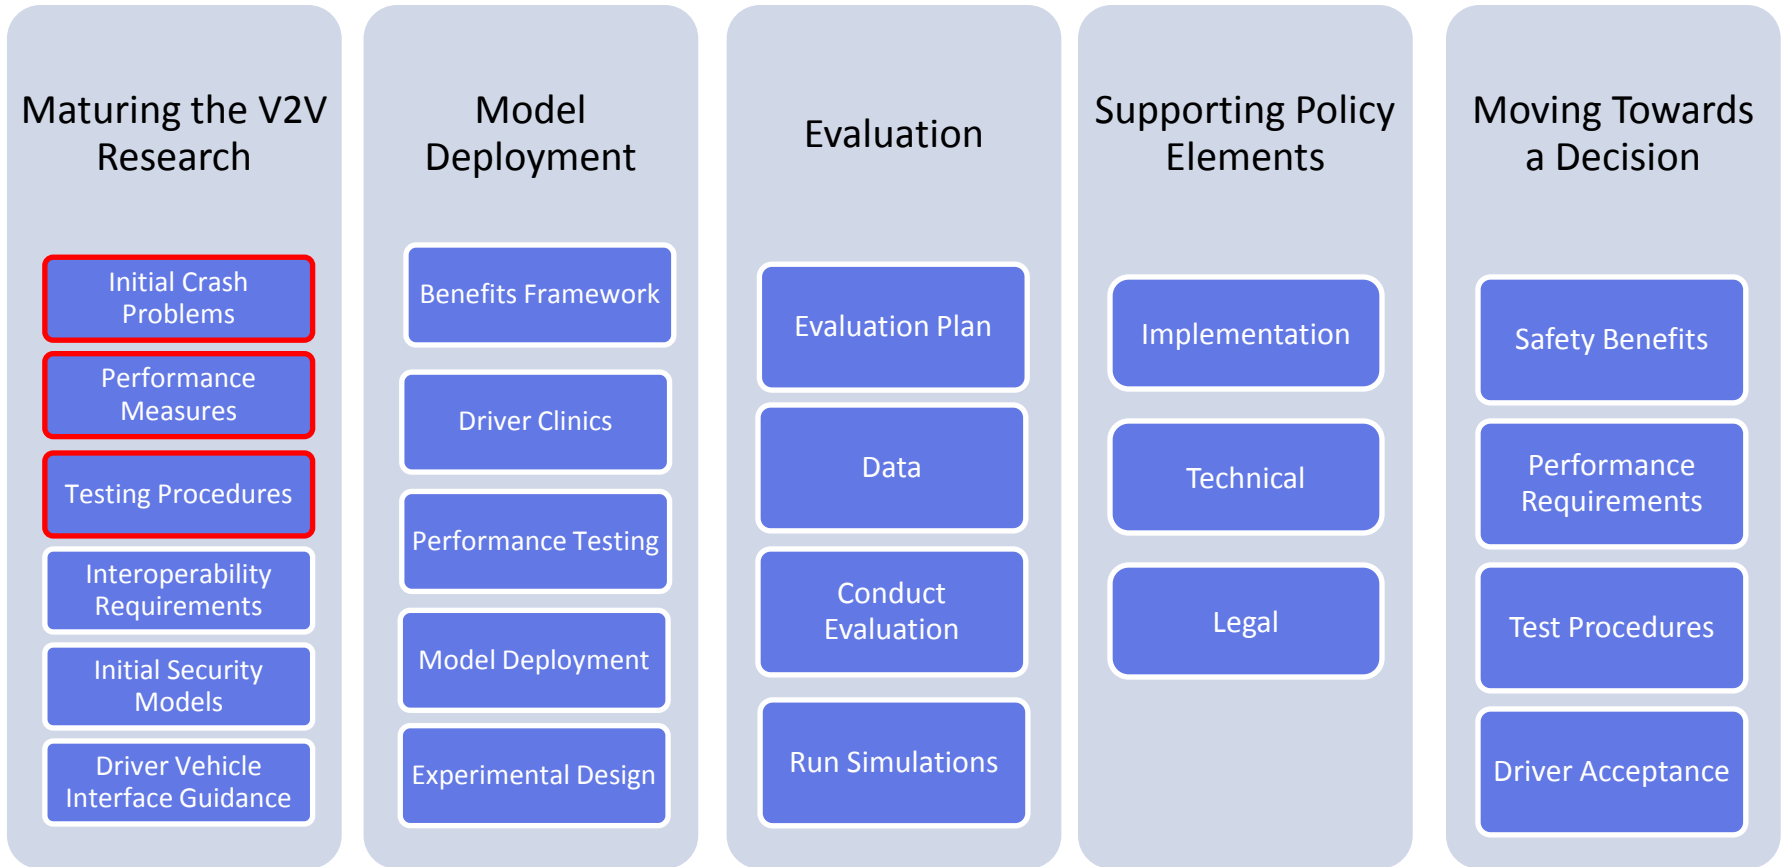 Maturing the V2V
Research
Initial Crash
Problems
Performance
Measures
Testing Procedures
Interoperability
Requirements
Initial Security
Models
Driver Vehicle
Interface Guidance
Model
Deployment
Benefits Framework
Driver Clinics
Performance Testing
Model Deployment
Experimental Design
Evaluation
Evaluation Plan
Data
Conduct
Evaluation
Run Simulations
Supporting Policy
Elements
Implementation
Technical
Legal
Moving Towards
a Decision
Safety Benefits
Performance
Requirements
Test Procedures
Driver Acceptance